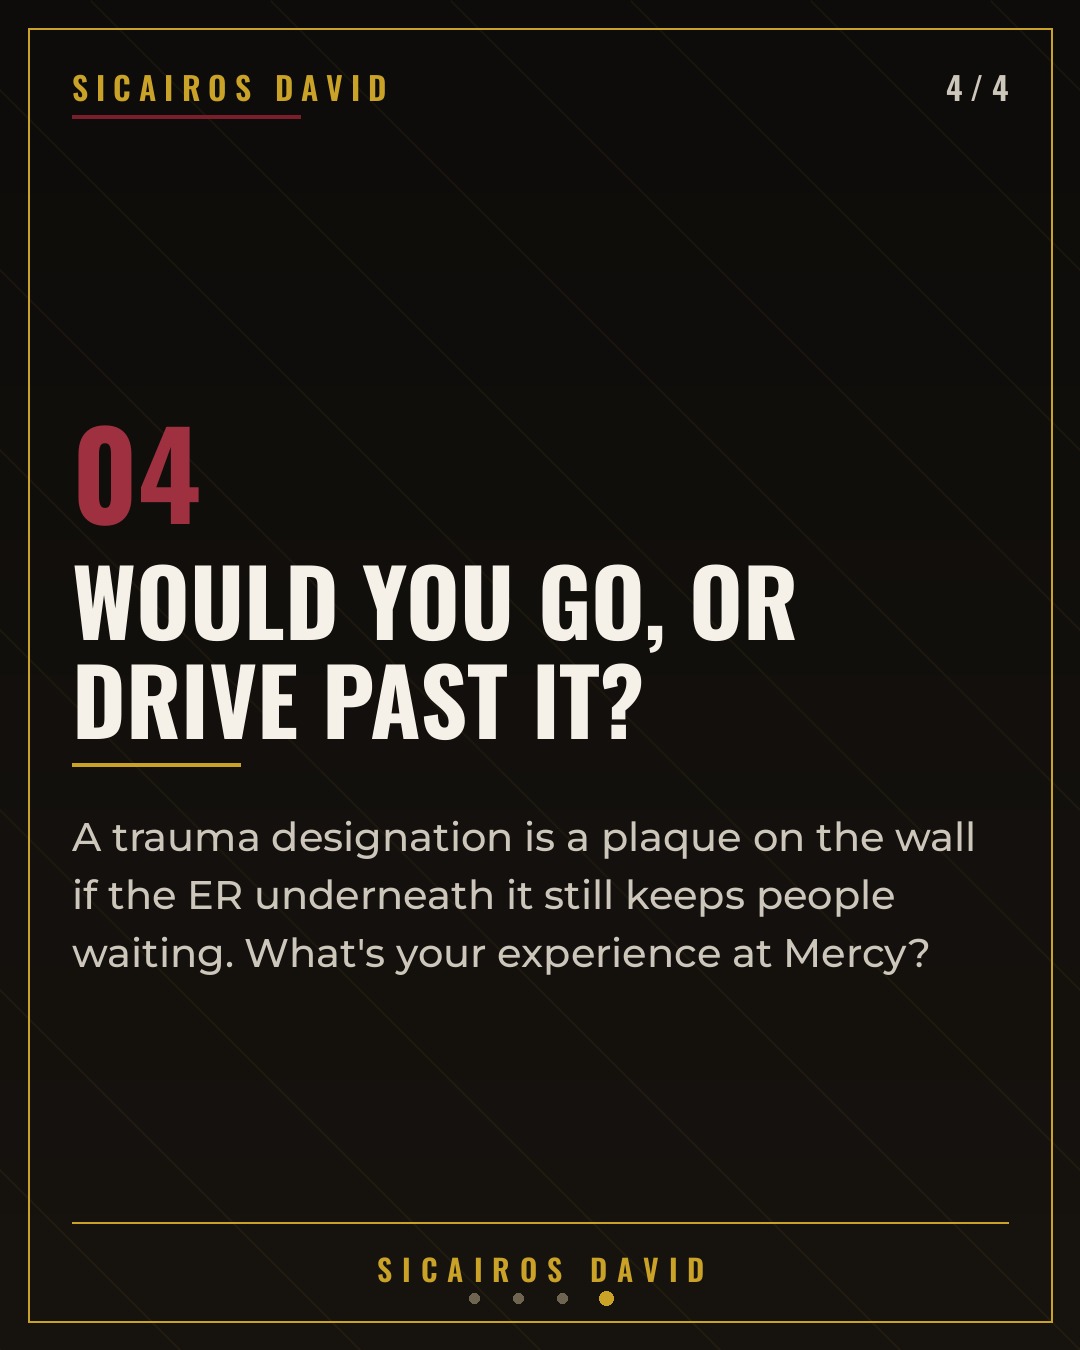 SICAIROS DAVID
4 / 4
04
WOULD YOU GO, OR
DRIVE PAST IT?
A trauma designation is a plaque on the wall
if the ER underneath it still keeps people
waiting. What's your experience at Mercy?
SICAIROS DAVID